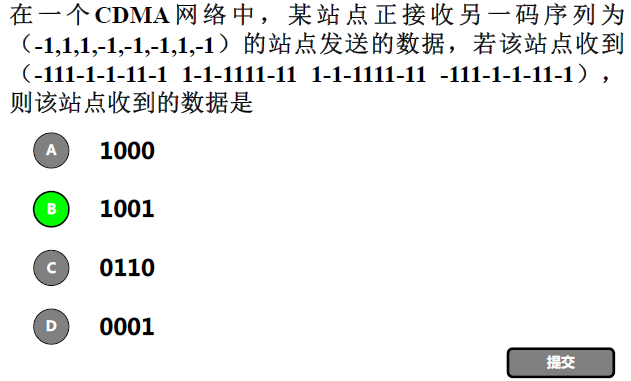 在一个CDMA网络中，某站点正接收另一码序列为
（-1,1,1,-1,-1,-1,1,-1）的站点发送的数据，若该站点收到
（-111-1-1-11-1 1-1-1111-11 1-1-1111-11 -111-1-1-11-1），
则该站点收到的数据是
A 1000
B 1001
C 0110
D 0001
提交